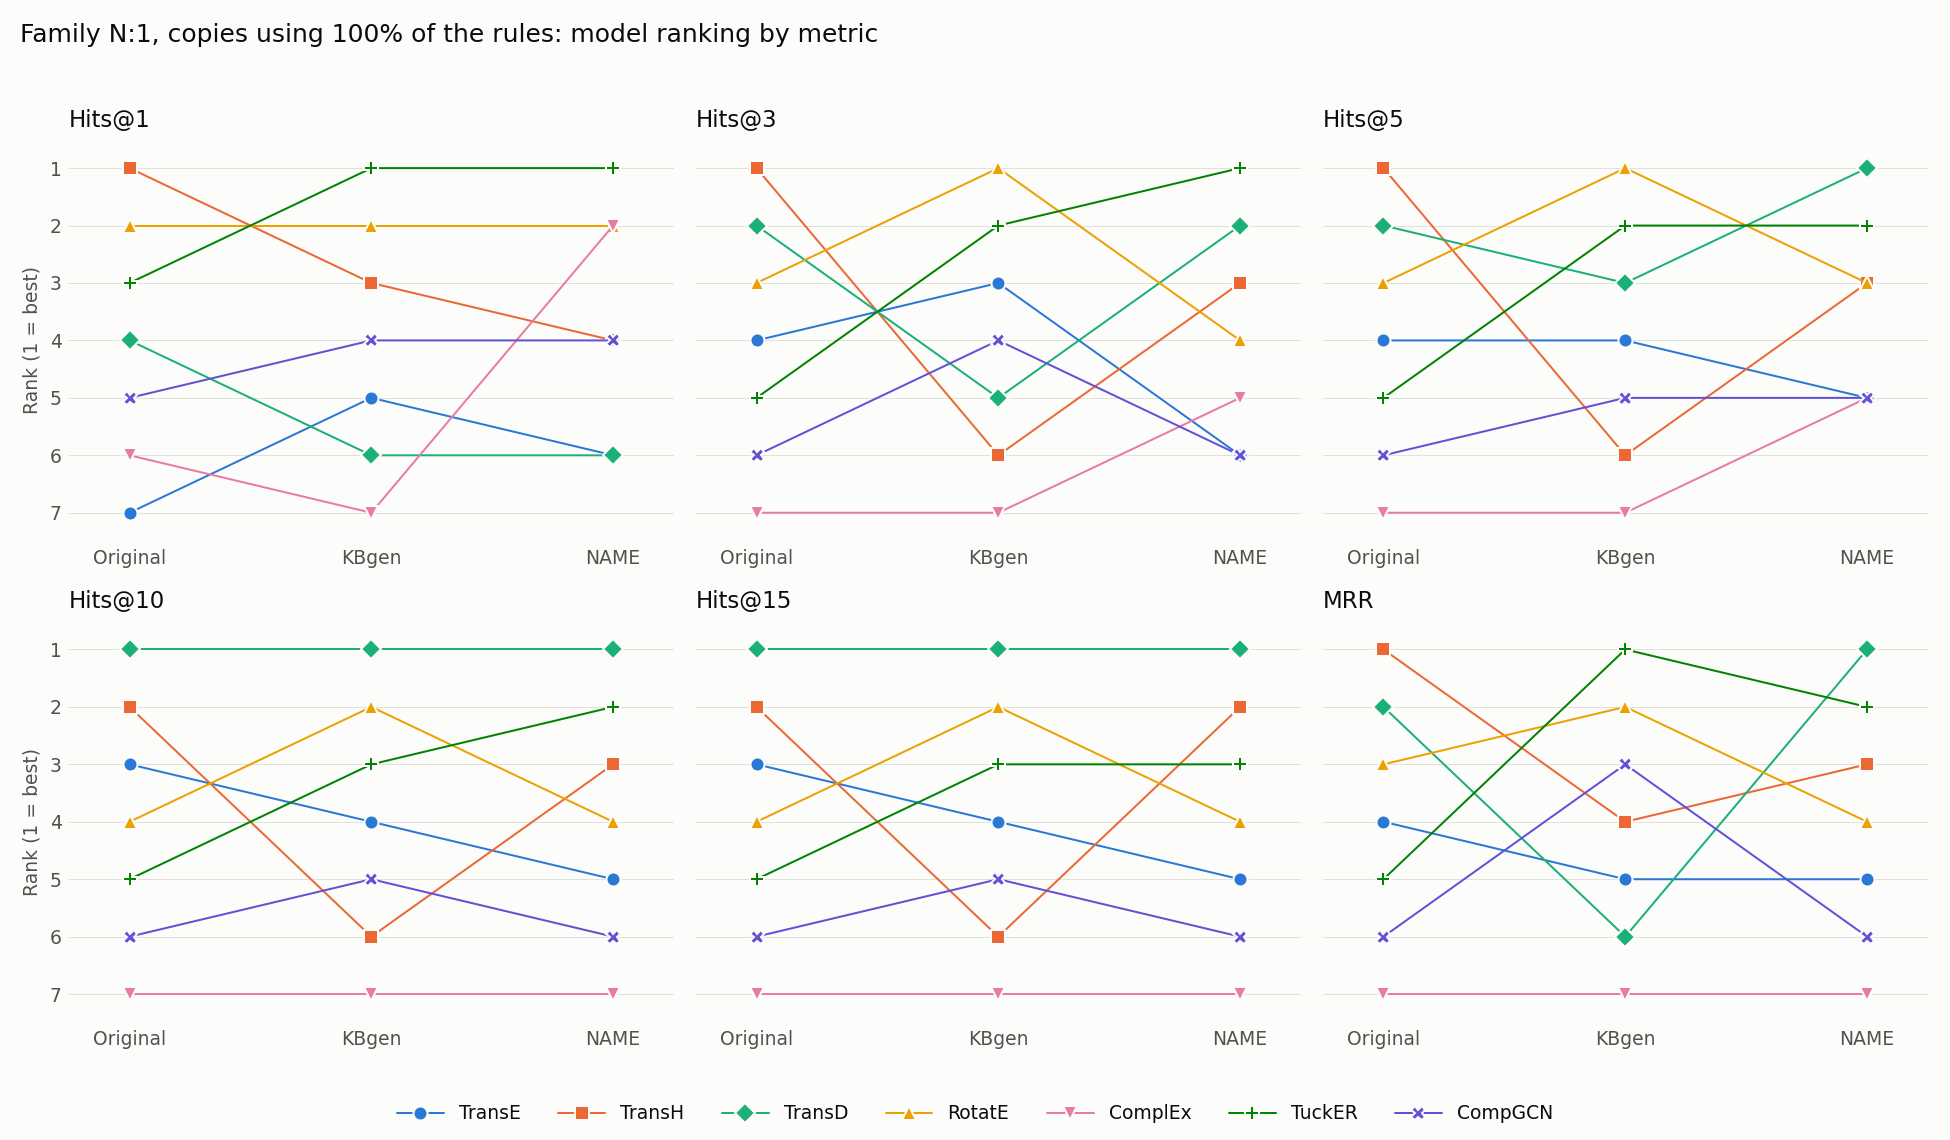 Family N:1, copies using 100% of the rules: model ranking by metric
Hits@1
Hits@3
Hits@5
Rank (1 = best)
1
2
3
4
5
6
7
Original KBgen NAME
Original KBgen NAME
Original KBgen NAME
Hits@10
Hits@15
MRR
Rank (1 = best)
1
2
3
4
5
6
7
Original KBgen NAME
Original KBgen NAME
Original KBgen NAME
TransE TransH TransD RotatE ComplEx TuckER CompGCN